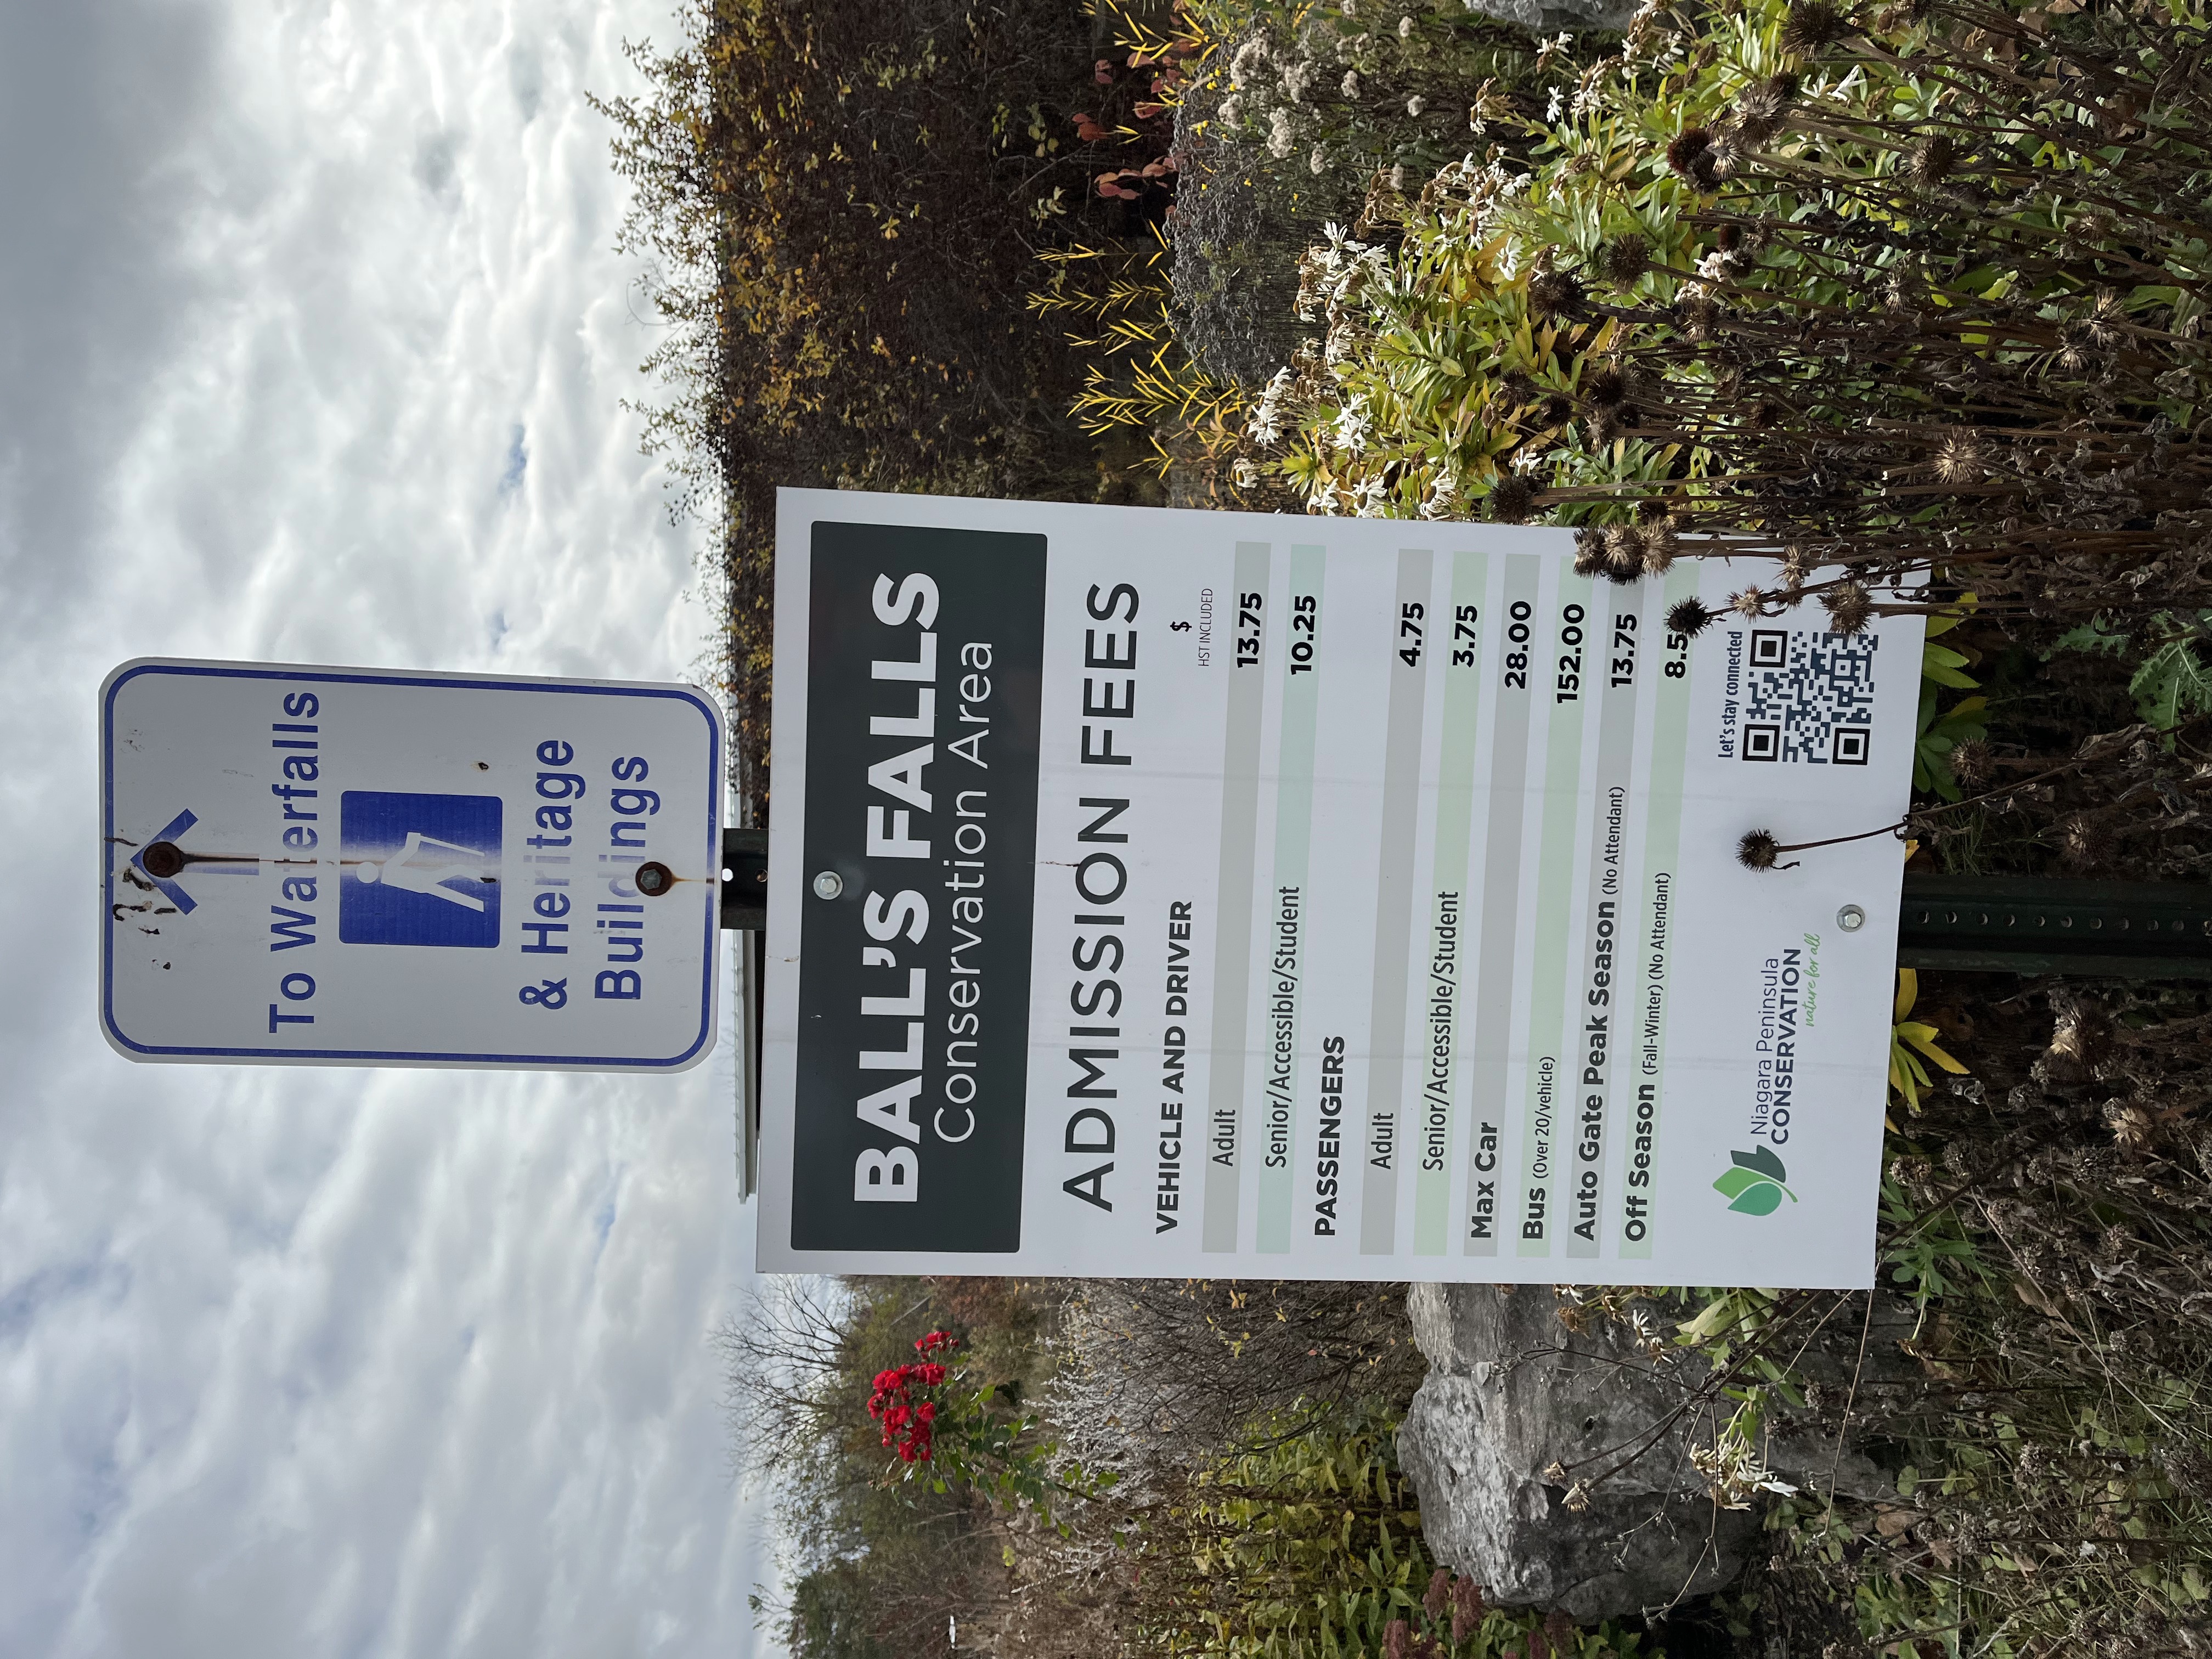 To Waterfalls
& Heritage
Buildings
BALL'S FALLS
Conservation Area
ADMISSION FEES
$
HST INCLUDED
VEHICLE AND DRIVER
Adult 13.75
Senior/Accessible/Student 10.25
PASSENGERS
Adult 4.75
Senior/Accessible/Student 3.75
Max Car 28.00
Bus (Over 20/vehicle) 152.00
Auto Gate Peak Season (No Attendant) 13.75
Off Season (Fall-Winter) (No Attendant)
Let's stay connected
Niagara Peninsula
CONSERVATION
nature for all